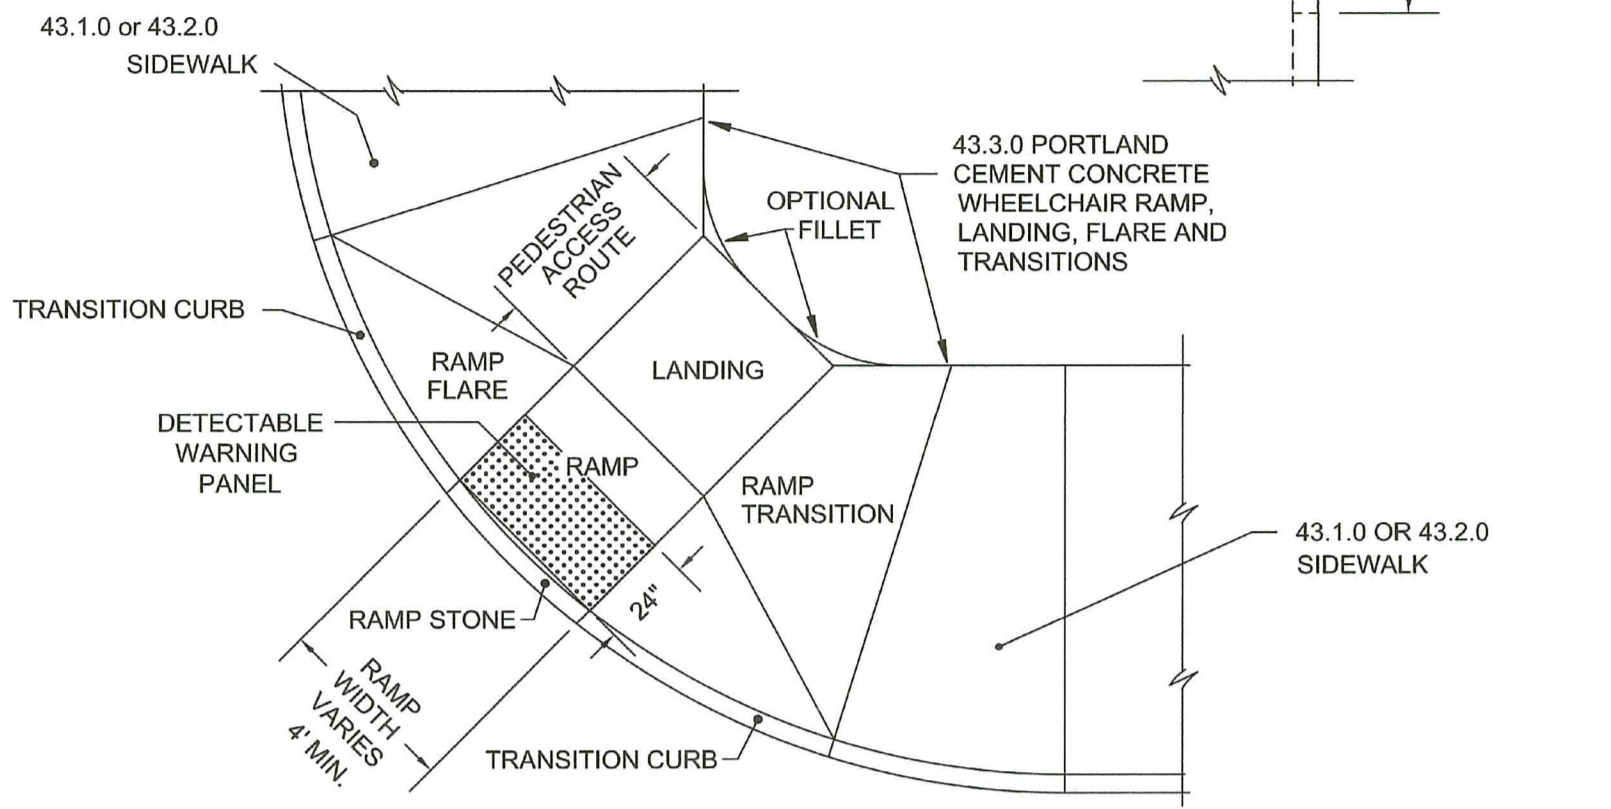 43.1.0 or 43.2.0
SIDEWALK
43.3.0 PORTLAND
CEMENT CONCRETE
WHEELCHAIR RAMP,
LANDING, FLARE AND
TRANSITIONS
OPTIONAL
FILLET
PEDESTRIAN
ACCESS
ROUTE
TRANSITION CURB
RAMP
FLARE
LANDING
DETECTABLE
WARNING
PANEL
RAMP
RAMP
TRANSITION
43.1.0 OR 43.2.0
SIDEWALK
24"
RAMP STONE
RAMP
WIDTH
VARIES
4' MIN.
TRANSITION CURB